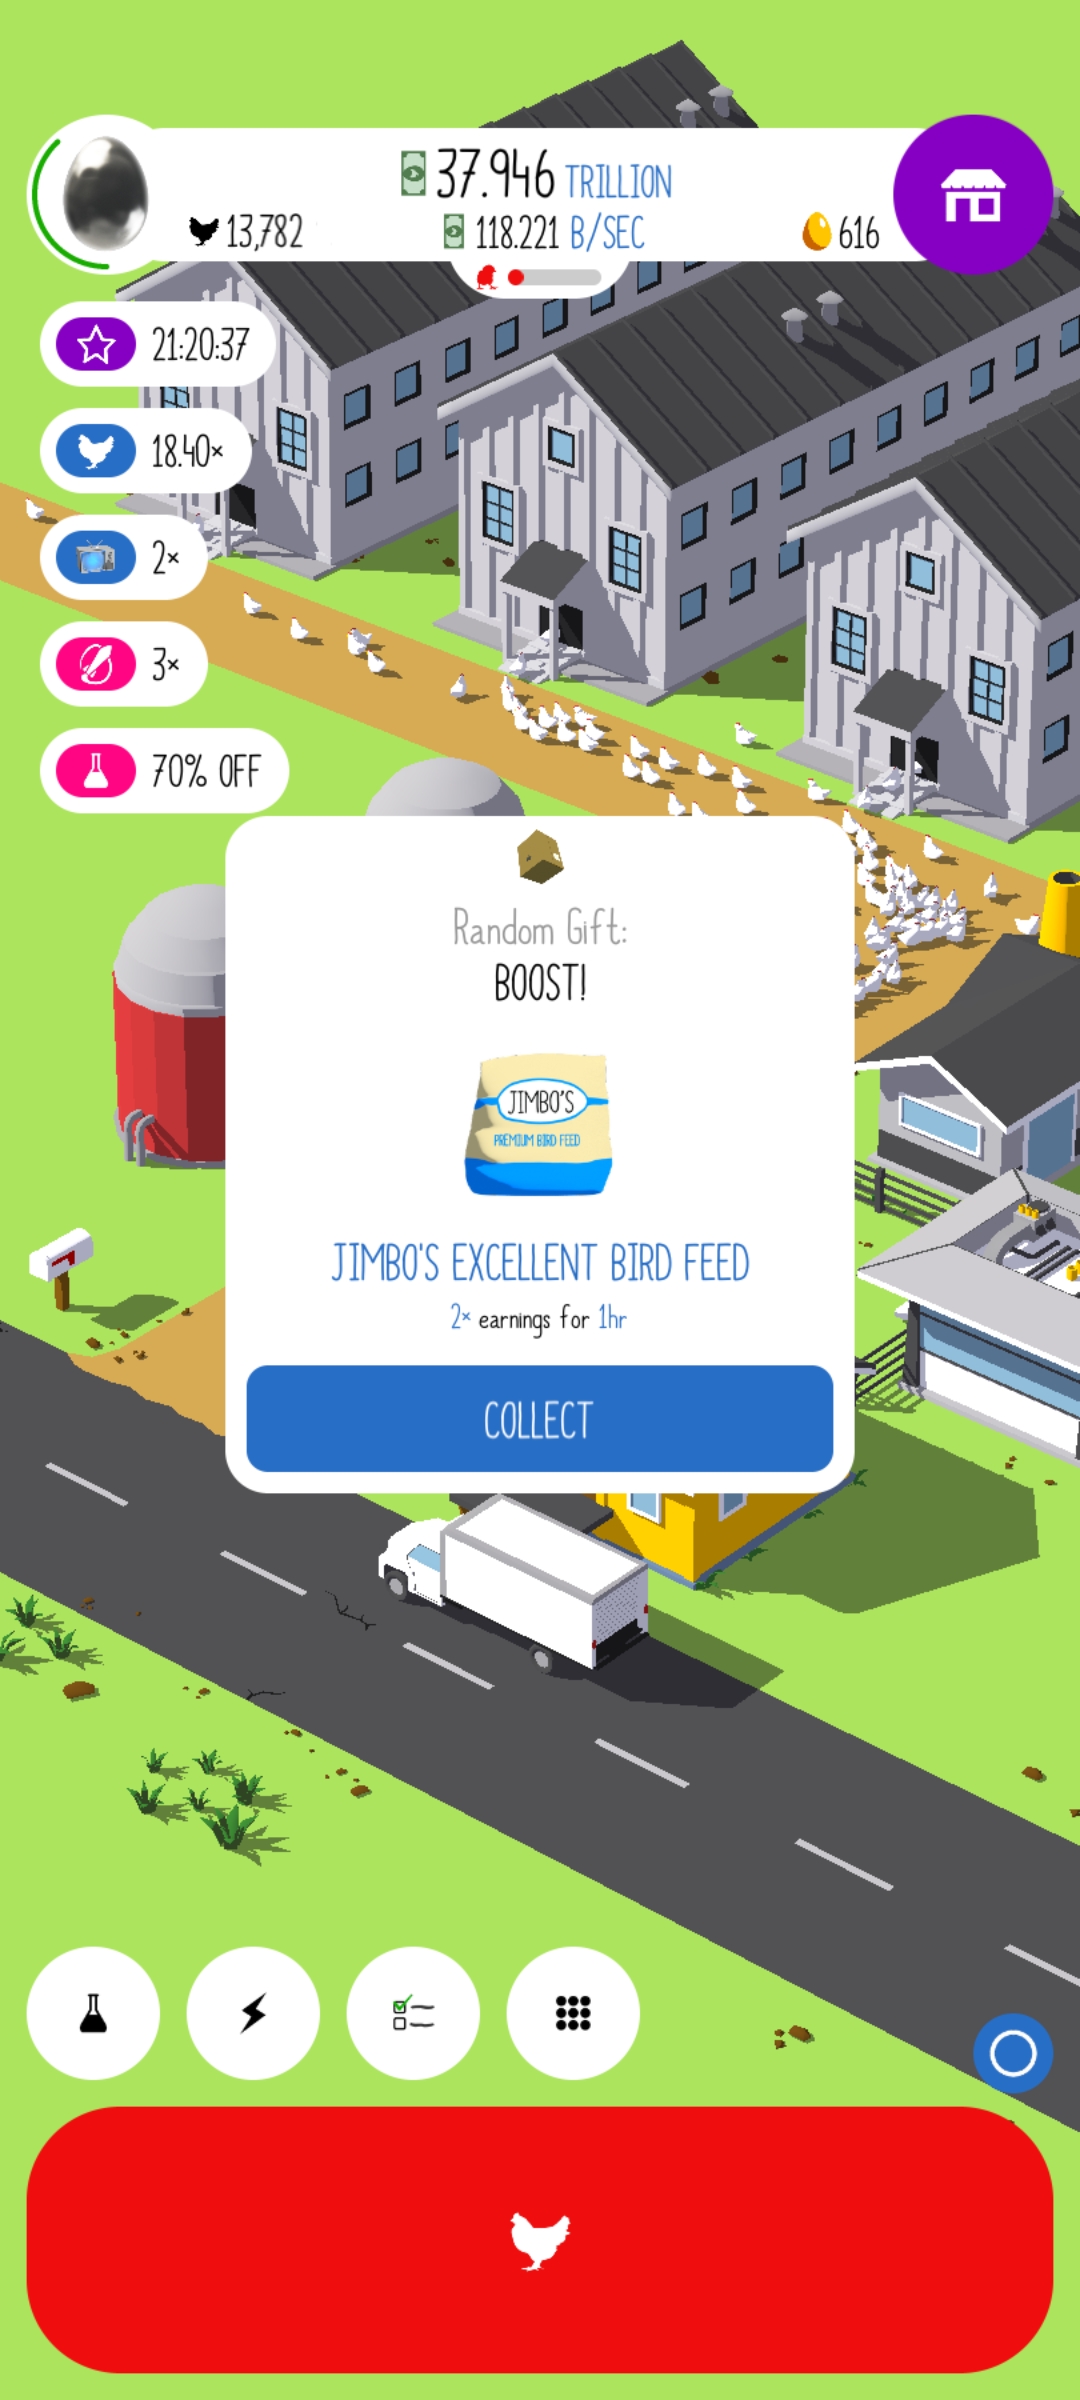 37.946 TRILLION
13,782
118.221 B/SEC
616
21:20:37
18.40×
2×
3×
70% OFF
Random Gift:
BOOST!
JIMBO'S
PREMIUM BIRD FEED
JIMBO'S EXCELLENT BIRD FEED
2× earnings for 1hr
COLLECT